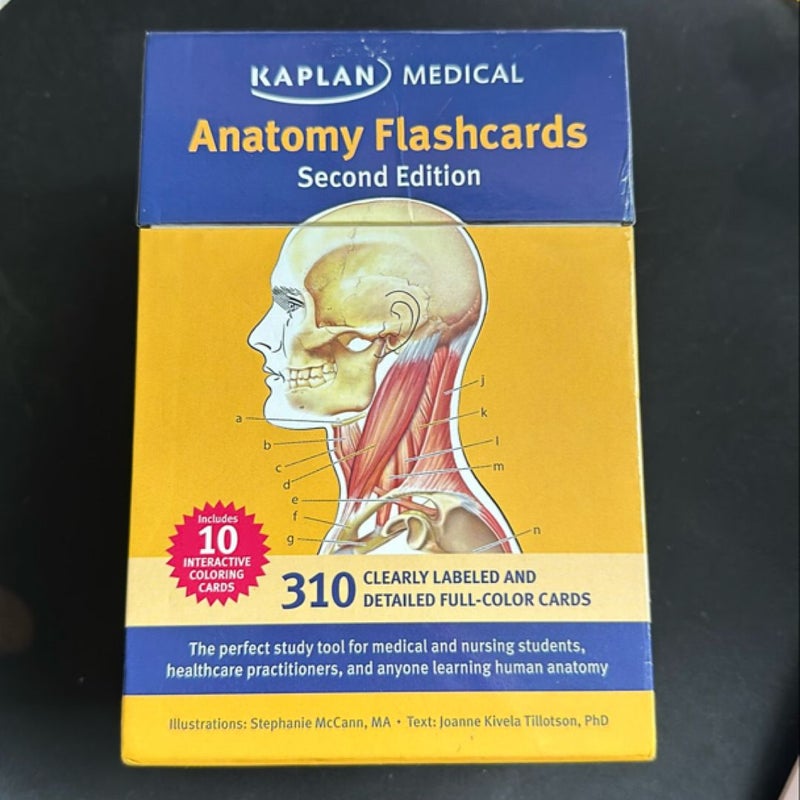 KAPLAN MEDICAL
Anatomy Flashcards
Second Edition
j
a
k
b
l
c
m
d
e
f
n
g
Includes
10
INTERACTIVE
COLORING
CARDS
310 CLEARLY LABELED AND
DETAILED FULL-COLOR CARDS
The perfect study tool for medical and nursing students,
healthcare practitioners, and anyone learning human anatomy
Illustrations: Stephanie McCann, MA • Text: Joanne Kivela Tillotson, PhD